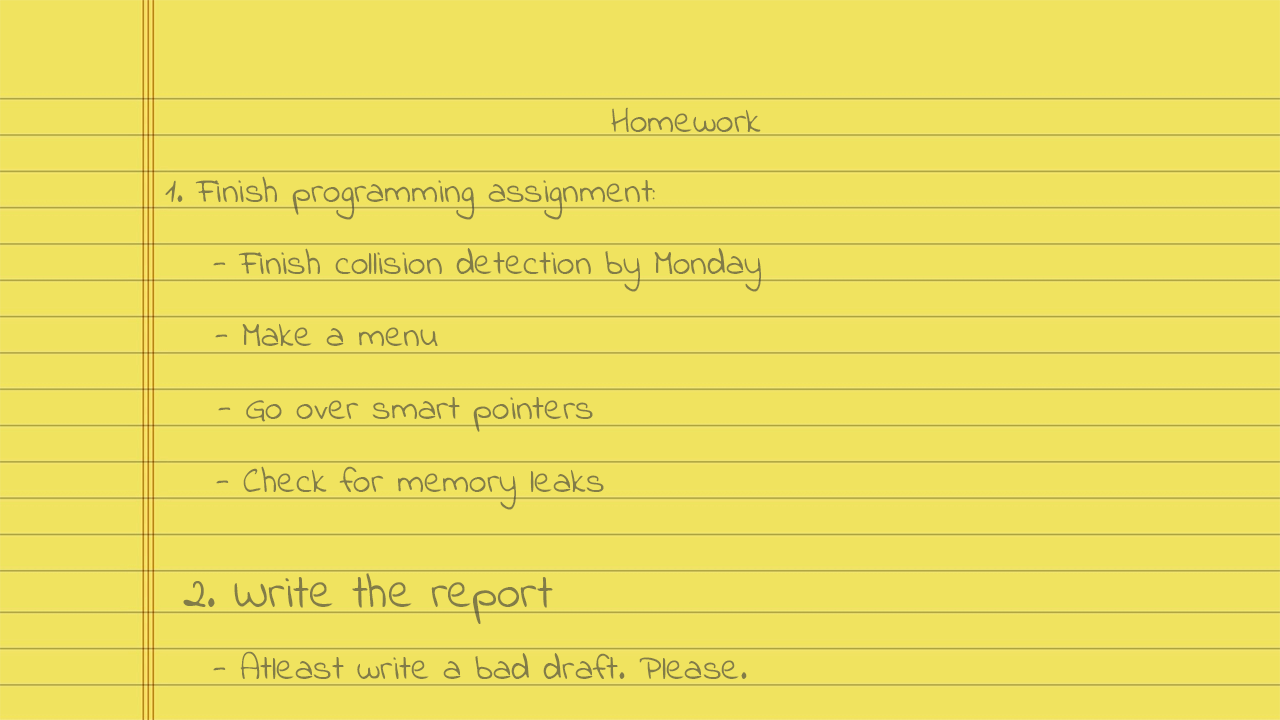 Homework
1. Finish programming assignment:
- Finish collision detection by Monday
- Make a menu
- Go over smart pointers
- Check for memory leaks
2. Write the report
- Atleast write a bad draft. Please.